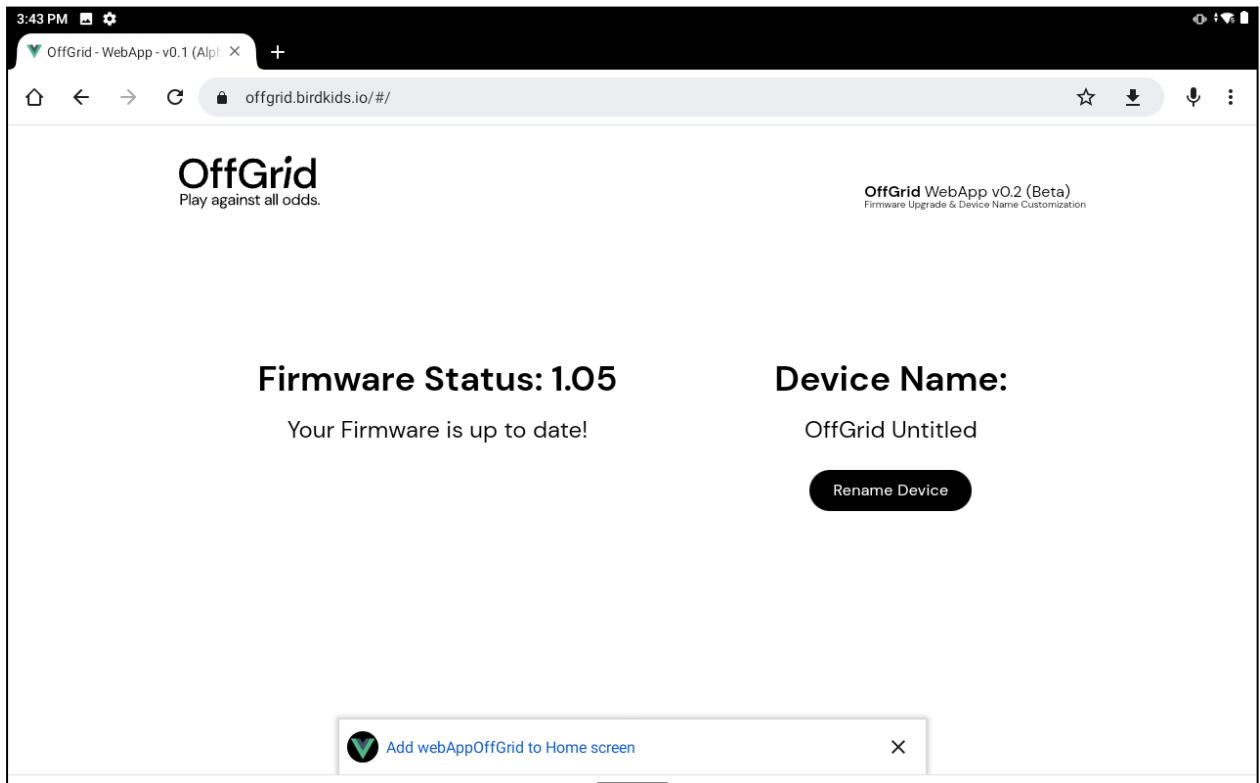 3:43 PM
OffGrid - WebApp - v0.1 (Alph
offgrid.birdkids.io/#/
OffGrid
Play against all odds.
OffGrid WebApp v0.2 (Beta)
Firmware Upgrade & Device Name Customization
Firmware Status: 1.05
Your Firmware is up to date!
Device Name:
OffGrid Untitled
Rename Device
Add webAppOffGrid to Home screen